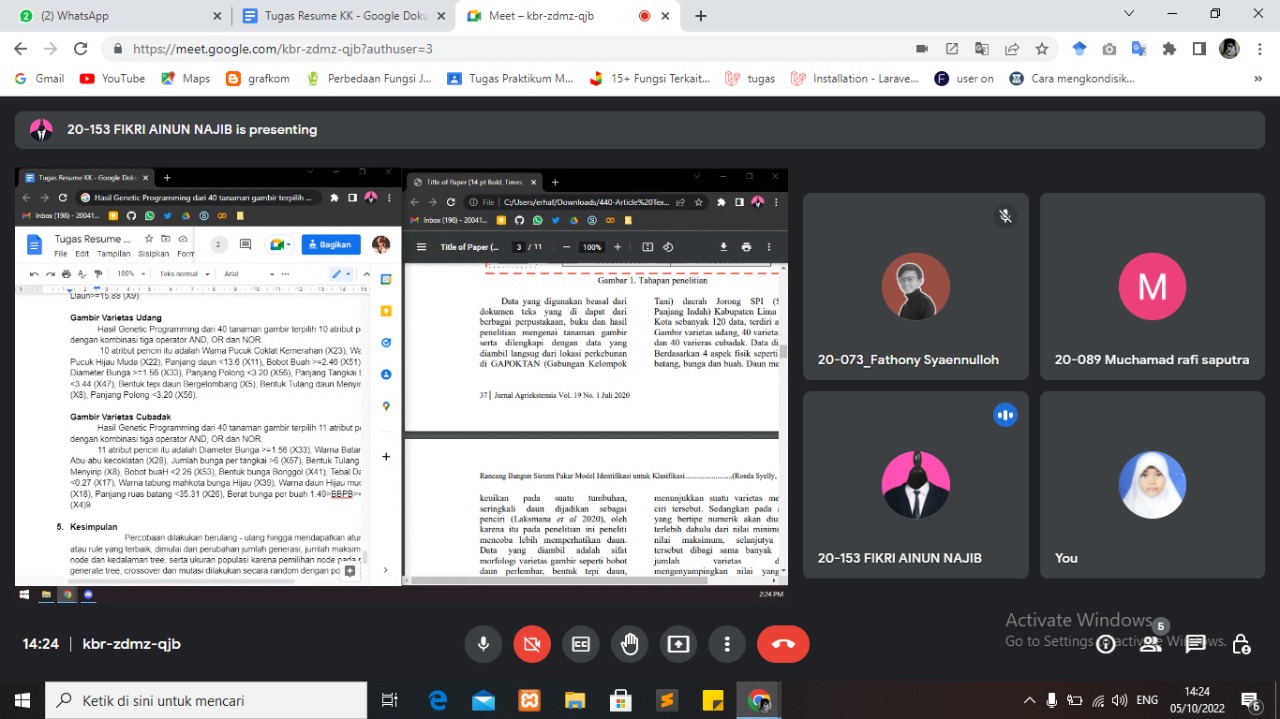 (2) WhatsApp
Tugas Resume KK - Google Doku
Meet – kbr-zdmz-qjb
https://meet.google.com/kbr-zdmz-qjb?authuser=3
Gmail
YouTube
Maps
grafkom
Perbedaan Fungsi J...
Tugas Praktikum M...
15+ Fungsi Terkait...
tugas
Installation - Larave...
user on
Cara mengkondisik...
»
20-153 FIKRI AINUN NAJIB is presenting
Tugas Resume KK - Google Doku
Hasil Genetic Programming dari 40 tanaman gambir terpilih ...
Inbox (198) - 20041...
Tugas Resume ...
File Edit Tampilan Sisipkan Form
2
Bagikan
100%
Teks normal
Arial
Daun>=15.88 (X9).
Gambir Varietas Udang
Hasil Genetic Programming dari 40 tanaman gambir terpilih 10 atribut p
dengan kombinasi tiga operator AND, OR dan NOR.
10 atribut penciri itu adalah Warna Pucuk Coklat Kemerahan (X23), Wa
Pucuk Hijau Muda (X22), Panjang daun <13.6 (X11), Bobot Buah >=2.46 (X51)
Diameter Bunga >=1.56 (X33), Panjang Polong <3.20 (X56), Panjang Tangkai b
<3.44 (X47), Bentuk tepi daun Bergelombang (X5), Bentuk Tulang daun Menyir
(X8), Panjang Polong <3.20 (X56).
Gambir Varietas Cubadak
Hasil Genetic Programming dari 40 tanaman gambir terpilih 11 atribut p
dengan kombinasi tiga operator AND, OR dan NOR.
11 atribut penciri itu adalah Diameter Bunga >=1.56 (X33), Warna Batar
Abu-abu kecoklatan (X28), Jumlah bunga per tangkai >6 (X57), Bentuk Tulang
Menyirip (X8), Bobot buaH <2.26 (X53), Bentuk bunga Bonggol (X41), Tebal Da
<0.27 (X17), Warna tabung mahkota bunga Hijau (X39), Warna daun Hijau muc
(X18), Panjang ruas batang <35.31 (X26), Berat bunga per buah 1.49>BBPB>=
(X4)9
5. Kesimpulan
Percobaan dilakukan berulang - ulang hingga mendapatkan atur
atau rule yang terbaik, dimulai dari perubahan jumlah generasi, jumlah maksim
node dan kedalaman tree, serta ukuran populasi karena pemilihan node pada
generate tree, crossover dan mutasi dilakukan secara random dengan po
Title of Paper (14 pt Bold, Times,
File | C:/Users/erhaf/Downloads/440-Article%20Tex...
Inbox (198) - 20041...
Title of Paper (...
3 / 11
100%
Gambar 1. Tahapan penelitian
Data yang digunakan beasal dari
dokumen teks yang di dapat dari
berbagai perpustakaan, buku dan hasil
penelitian mengenai tanaman gambir
serta dilengkapi dengan data yang
diambil langsug dari lokasi perkebunan
di GAPOKTAN (Gabungan Kelompok
Tani) daerah Jorong SPI (S
Panjang Indah) Kabupaten Lima
Kota sebanyak 120 data, terdiri a
Gambir varietas udang, 40 varieta
dan 40 varieras cubadak. Data di
Berdasarkan 4 aspek fisik seperti
batang, bunga dan buah. Daun me
37| Jurnal Agriekstensia Vol. 19 No. 1 Juli 2020
Rancang Bangun Sistim Pakar Model Identifikasi untuk Klasifikasi......................(Rosda Syelly,
keuikan pada suatu tumbuhan,
seringkali daun dijadikan sebagai
penciri (Laksmana et al 2020), oleh
karena itu pada penelitian ini peneliti
mencoba lebih memperhatikan daun.
Data yang diambil adalah sifat
morfologi varietas gambir seperti bobot
daun perlembar, bentuk tepi daun,
menunjukkan suatu varietas me
ciri tersebut. Sedangkan pada
yang bertipe numerik akan diu
terlebih dahulu dari nilai minimu
nilai maksimum, selanjutya
tersebut dibagi sama banyak
jumlah varietas d
mengenyampingkan nilai yang
2:24 PM
20-073_Fathony Syaennulloh
M
20-089 Muchamad rafi saputra
20-153 FIKRI AINUN NAJIB
You
Activate Windows
Go to Settings to activate Windows.
14:24 | kbr-zdmz-qjb
5
Ketik di sini untuk mencari
ENG
14:24
05/10/2022
6